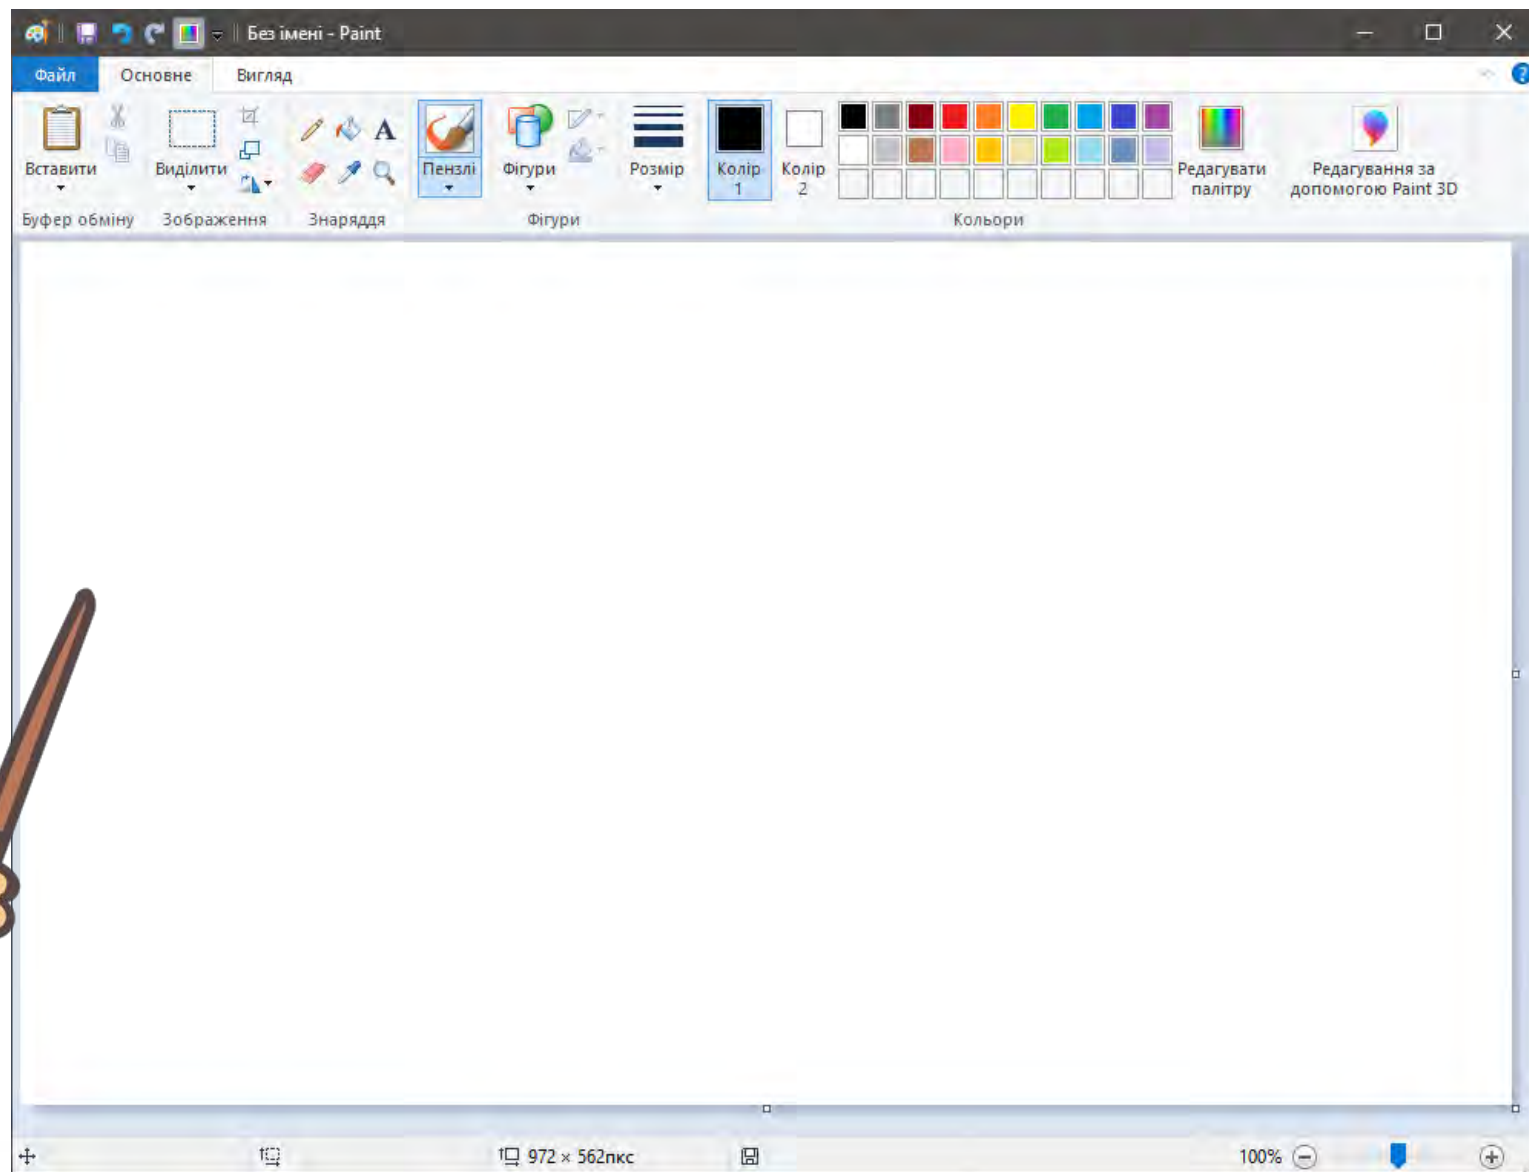 Без імені - Paint
Файл Основне Вигляд
Вставити Виділити A Пензлі Фігури Розмір Колір 1 Колір 2 Редагувати палітру Редагування за допомогою Paint 3D
Буфер обміну Зображення Знаряддя Фігури Кольори
972 × 562пкс 100%